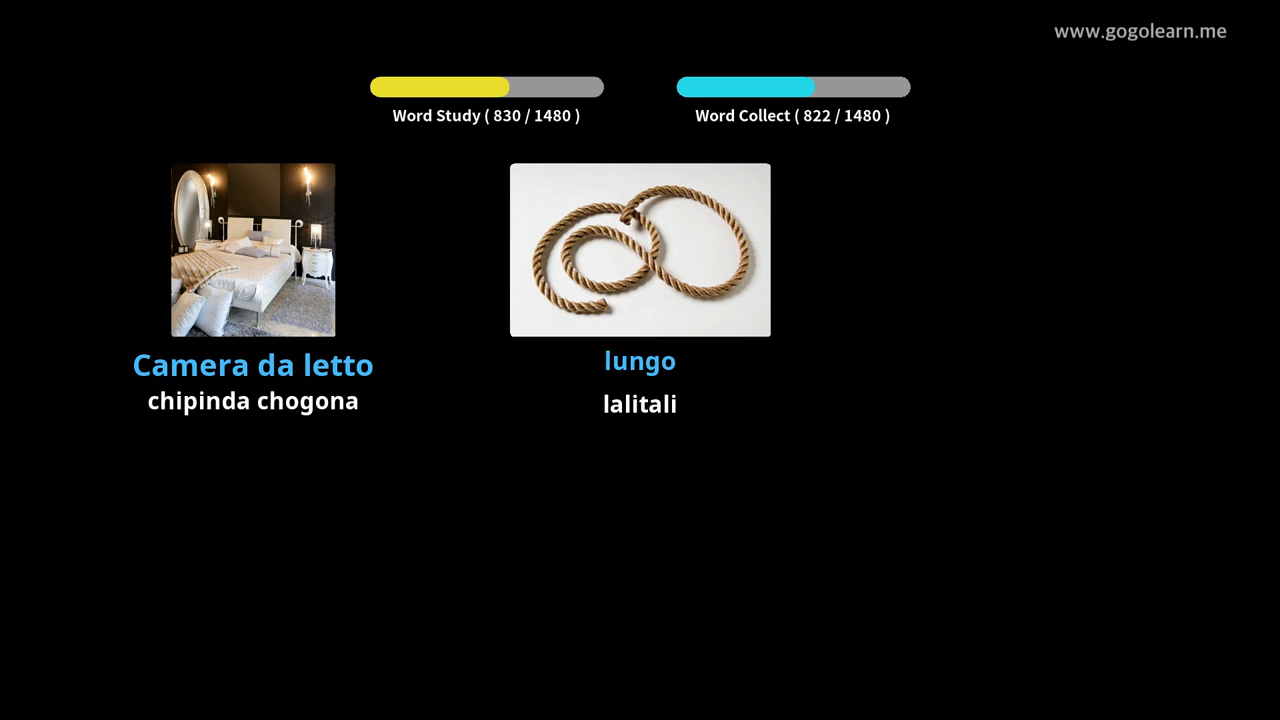 www.gogolearn.me
Word Study ( 830 / 1480 )
Word Collect ( 822 / 1480 )
Camera da letto
chipinda chogona
lungo
lalitali